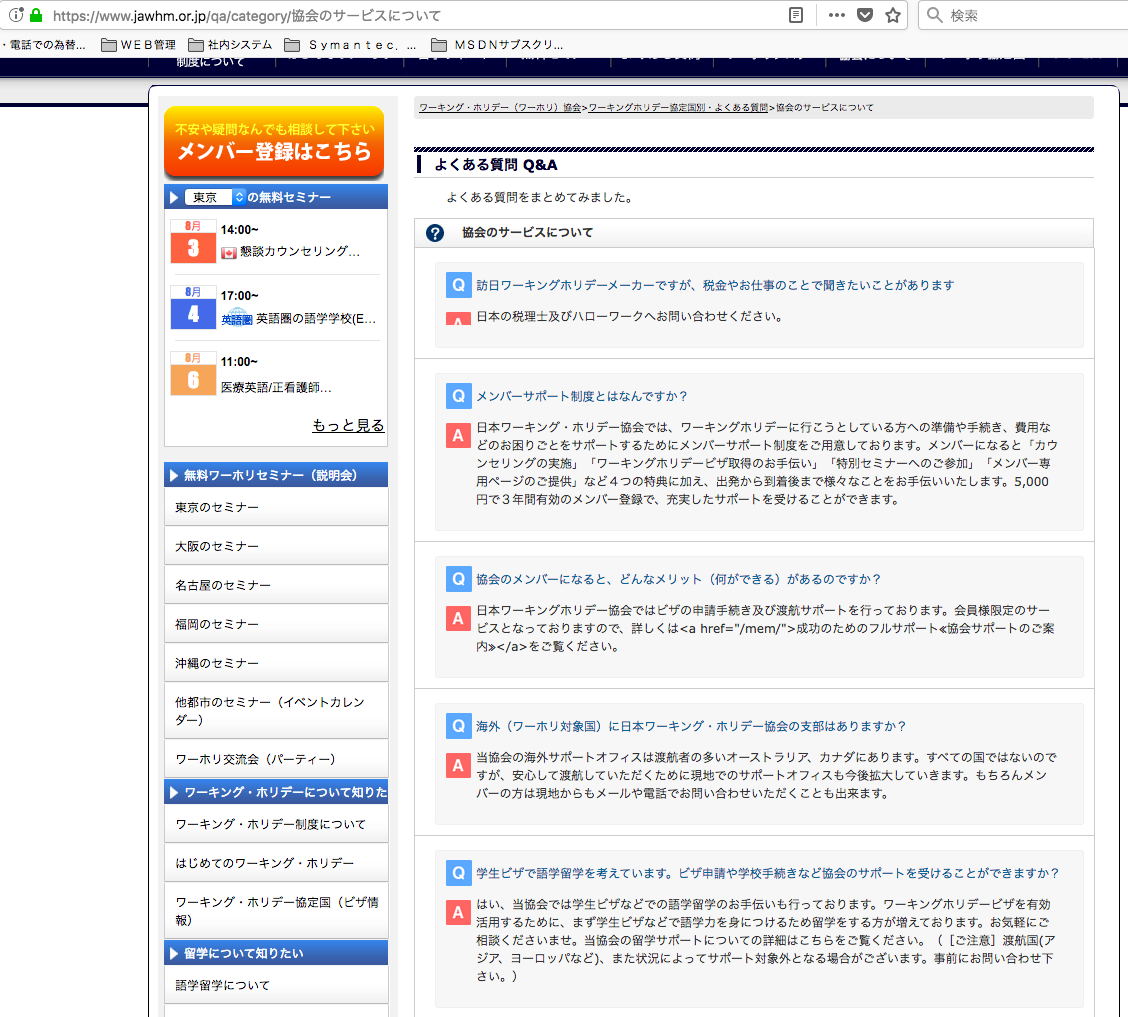 https://www.jawhm.or.jp/qa/category/協会のサービスについて
検索
・電話での為替...
ＷＥＢ管理
社内システム
Ｓｙｍａｎｔｅｃ．...
ＭＳＤＮサブスクリ...
制度について
不安や疑問なんでも相談して下さい
メンバー登録はこちら
東京 の無料セミナー
8月
3
14:00~
懇談カウンセリング…
8月
4
17:00~
英語圏 英語圏の語学学校(E…
8月
6
11:00~
医療英語/正看護師…
もっと見る
無料ワーホリセミナー（説明会）
東京のセミナー
大阪のセミナー
名古屋のセミナー
福岡のセミナー
沖縄のセミナー
他都市のセミナー（イベントカレン
ダー）
ワーホリ交流会（パーティー）
ワーキング・ホリデーについて知りた
ワーキング・ホリデー制度について
はじめてのワーキング・ホリデー
ワーキング・ホリデー協定国（ビザ情
報）
留学について知りたい
語学留学について
ワーキング・ホリデー（ワーホリ）協会>ワーキングホリデー協定国別・よくある質問>協会のサービスについて
よくある質問 Q&A
よくある質問をまとめてみました。
? 協会のサービスについて
Q 訪日ワーキングホリデーメーカーですが、税金やお仕事のことで聞きたいことがあります
A 日本の税理士及びハローワークへお問い合わせください。
Q メンバーサポート制度とはなんですか？
A 日本ワーキング・ホリデー協会では、ワーキングホリデーに行こうとしている方への準備や手続き、費用な
どのお困りごとをサポートするためにメンバーサポート制度をご用意しております。メンバーになると「カウ
ンセリングの実施」「ワーキングホリデービザ取得のお手伝い」「特別セミナーへのご参加」「メンバー専
用ページのご提供」など４つの特典に加え、出発から到着後まで様々なことをお手伝いいたします。5,000
円で３年間有効のメンバー登録で、充実したサポートを受けることができます。
Q 協会のメンバーになると、どんなメリット（何ができる）があるのですか？
A 日本ワーキングホリデー協会ではビザの申請手続き及び渡航サポートを行っております。会員様限定のサー
ビスとなっておりますので、詳しくは<a href="/mem/">成功のためのフルサポート≪協会サポートのご案
内≫</a>をご覧ください。
Q 海外（ワーホリ対象国）に日本ワーキング・ホリデー協会の支部はありますか？
A 当協会の海外サポートオフィスは渡航者の多いオーストラリア、カナダにあります。すべての国ではないので
すが、安心して渡航していただくために現地でのサポートオフィスも今後拡大していきます。もちろんメン
バーの方は現地からもメールや電話でお問い合わせいただくことも出来ます。
Q 学生ビザで語学留学を考えています。ビザ申請や学校手続きなど協会のサポートを受けることができますか？
A はい、当協会では学生ビザなどでの語学留学のお手伝いも行っております。ワーキングホリデービザを有効
活用するために、まず学生ビザなどで語学力を身につけるため留学をする方が増えております。お気軽にご
相談くださいませ。当協会の留学サポートについての詳細はこちらをご覧ください。（［ご注意］渡航国(ア
ジア、ヨーロッパなど)、また状況によってサポート対象外となる場合がございます。事前にお問い合わせ下
さい。）